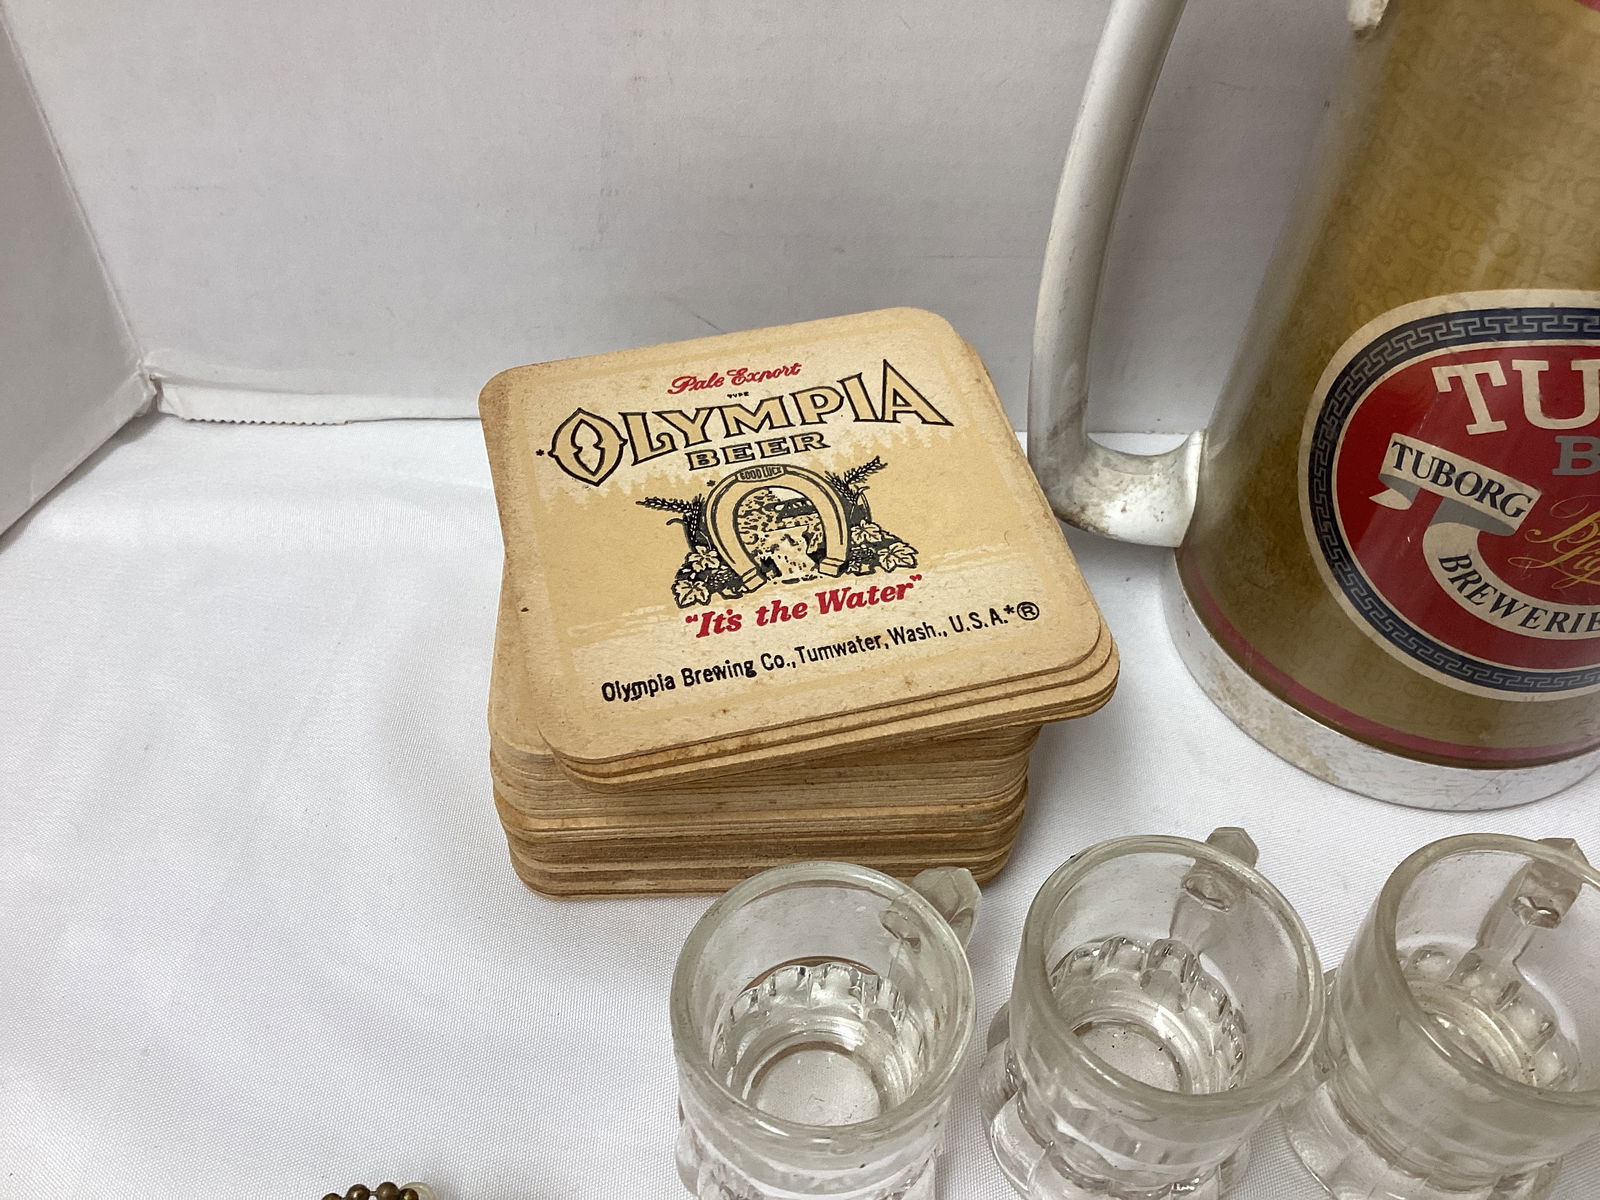 Pale Export
TYPE
*OLYMPIA
BEER
GOOD LUCK
*
"It's the Water"
Olympia Brewing Co., Tumwater, Wash., U.S.A.*®
TU
B
TUBORG
BREWERIE